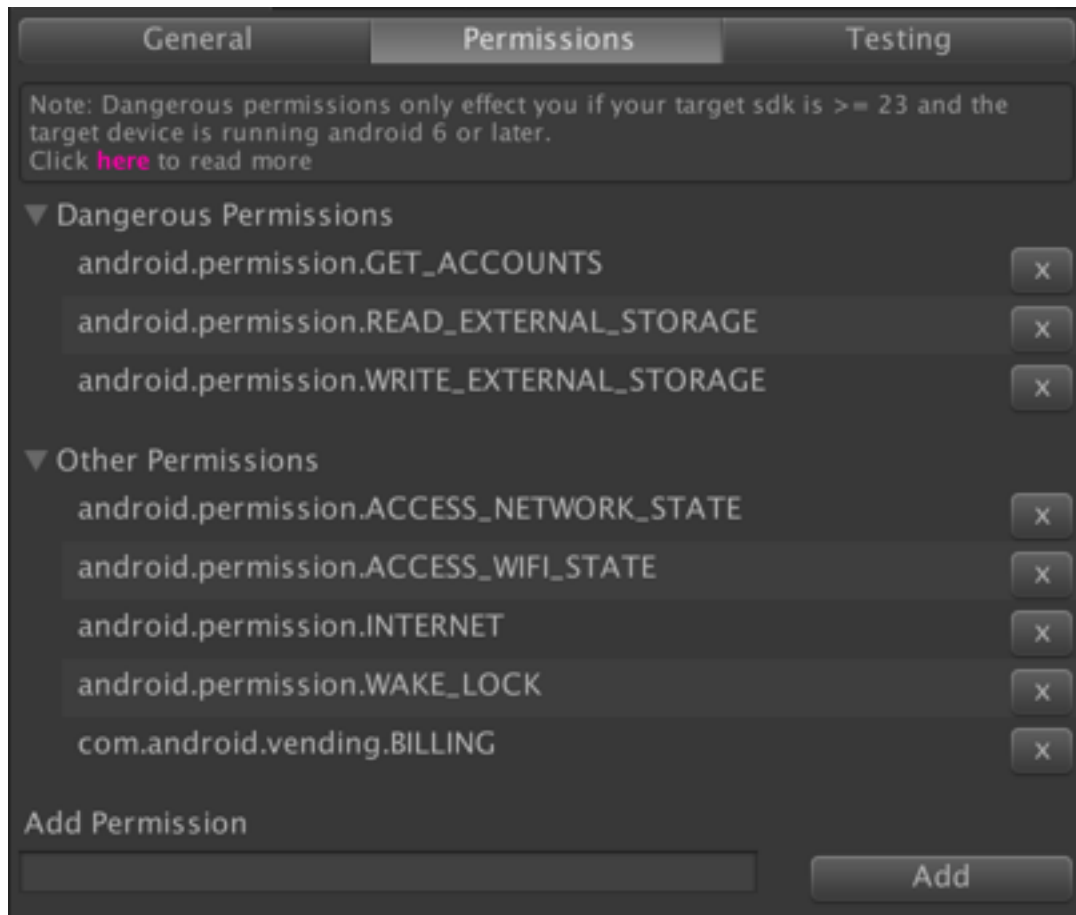 General Permissions Testing
Note: Dangerous permissions only effect you if your target sdk is >= 23 and the
target device is running android 6 or later.
Click here to read more
Dangerous Permissions
android.permission.GET_ACCOUNTS x
android.permission.READ_EXTERNAL_STORAGE x
android.permission.WRITE_EXTERNAL_STORAGE x
Other Permissions
android.permission.ACCESS_NETWORK_STATE x
android.permission.ACCESS_WIFI_STATE x
android.permission.INTERNET x
android.permission.WAKE_LOCK x
com.android.vending.BILLING x
Add Permission
Add